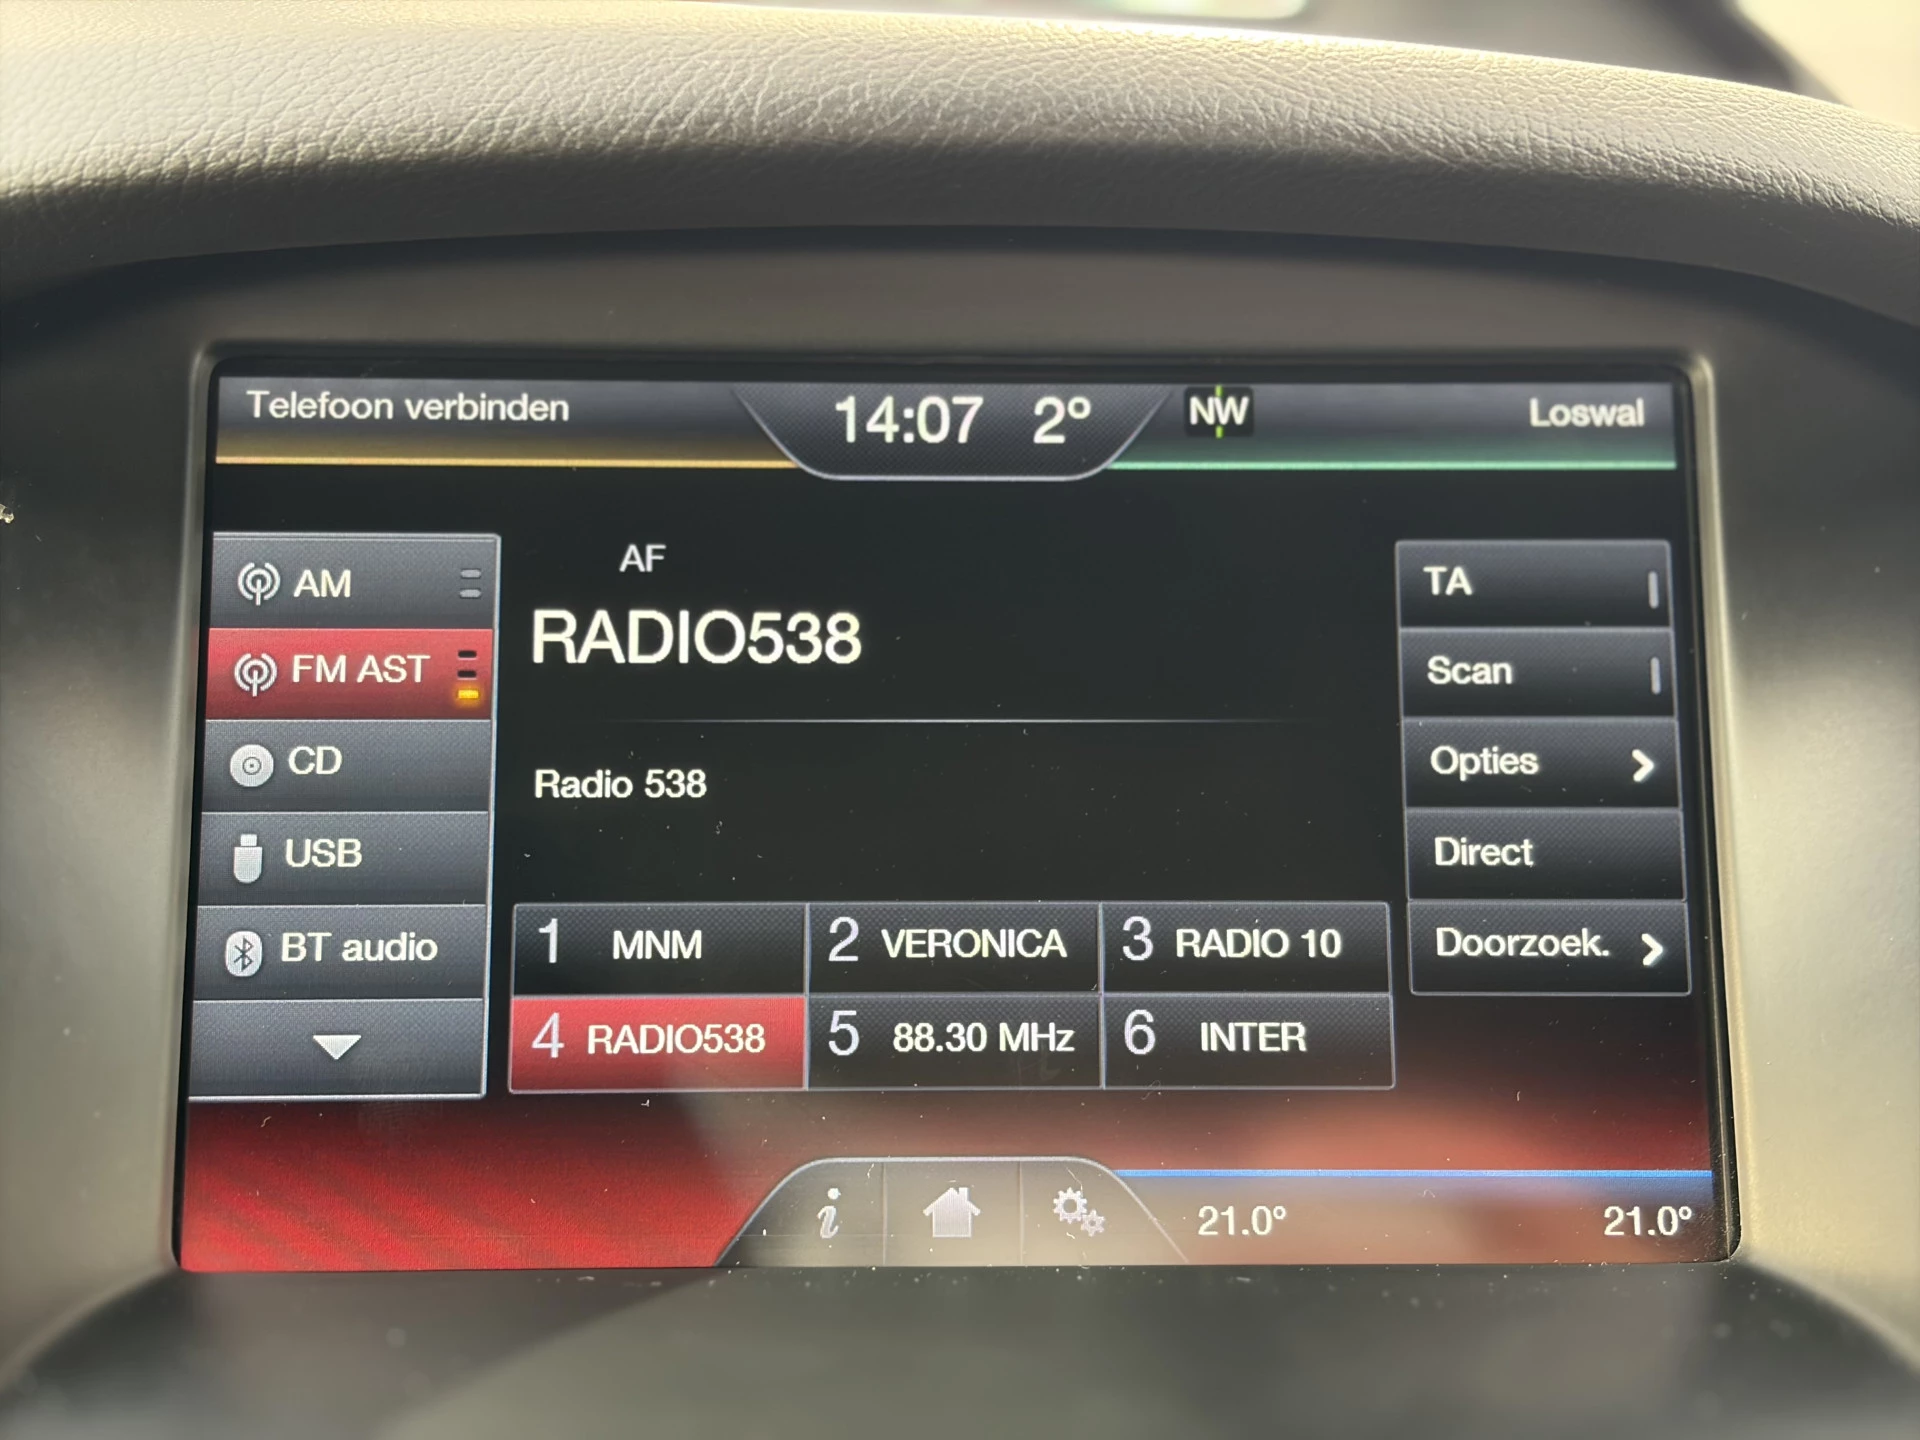 Telefoon verbinden
14:07 2°
NW
Loswal
AM
FM AST
CD
USB
BT audio
AF
RADIO538
Radio 538
1 MNM
2 VERONICA
3 RADIO 10
4 RADIO538
5 88.30 MHz
6 INTER
TA
Scan
Opties
Direct
Doorzoek.
i
21.0°
21.0°